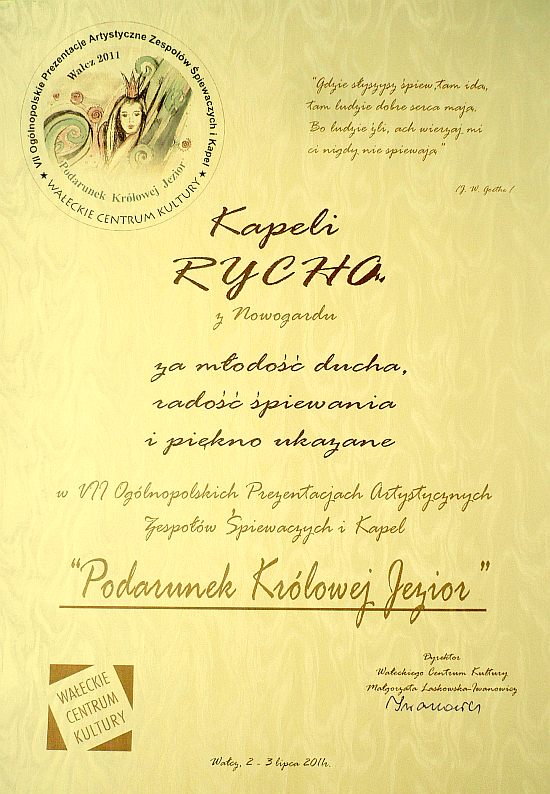 VII Ogólnopolskie Prezentacje Artystyczne Zespołów Śpiewaczych i Kapel
Wałcz 2011
Podarunek Królowej Jezior
★ WAŁECKIE CENTRUM KULTURY ★
"Gdzie słyszysz śpiew, tam idź,
tam ludzie dobre serca mają.
Bo ludzie źli, ach wierzaj mi
ci nigdy nie śpiewają"
(J. W. Goethe)
Kapeli
RYCHO
z Nowogardu
za młodość ducha,
radość śpiewania
i piękno ukazane
w VII Ogólnopolskich Prezentacjach Artystycznych
Zespołów Śpiewaczych i Kapel
"Podarunek Królowej Jezior"
Dyrektor
Wałeckiego Centrum Kultury
Małgorzata Laskowska-Iwanowicz
WAŁECKIE
CENTRUM
KULTURY
Wałcz, 2 - 3 lipca 2011r.